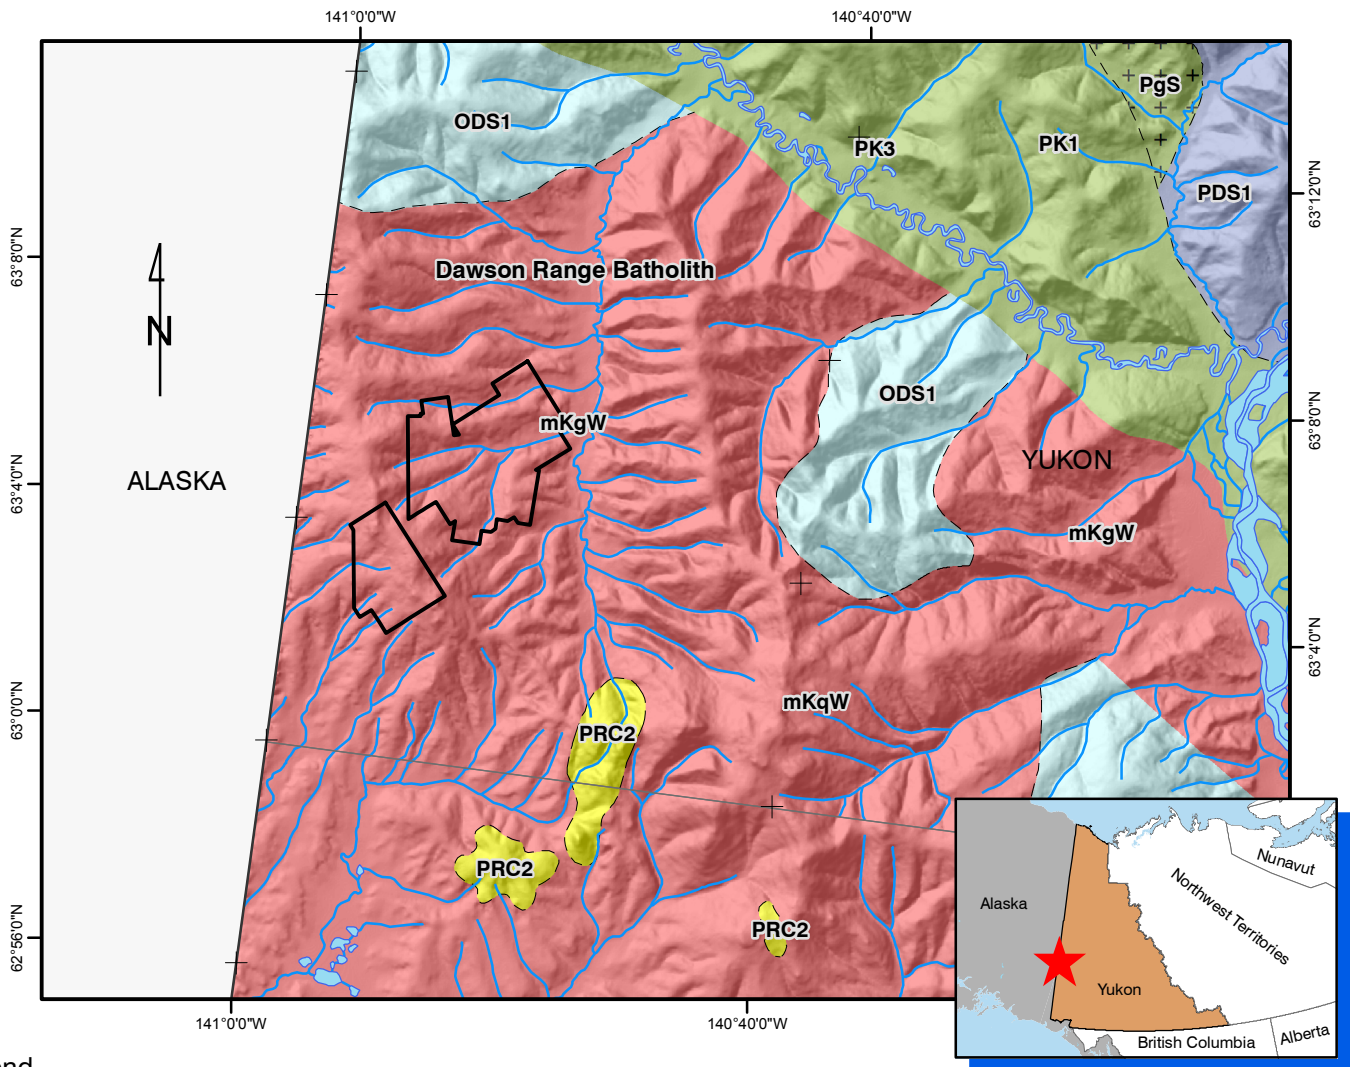 141°0'0"W
140°40'0"W
PgS
ODS1
PK3
PK1
PDS1
63°12'0"N
63°8'0"N
Dawson Range Batholith
N
ODS1
mKgW
63°8'0"N
YUKON
ALASKA
63°4'0"N
mKgW
63°4'0"N
mKqW
63°0'0"N
PRC2
PRC2
PRC2
62°56'0"N
141°0'0"W
140°40'0"W
Nunavut
Northwest Territories
Alaska
Yukon
British Columbia
Alberta